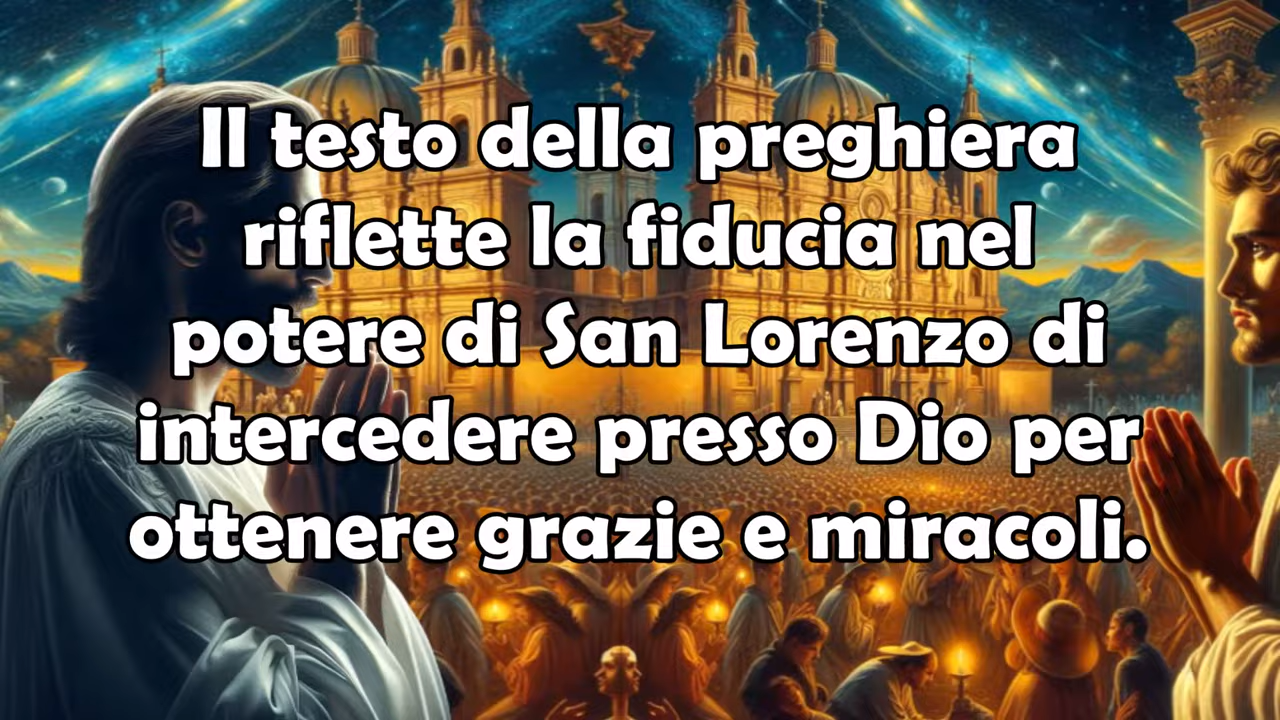 Il testo della preghiera
riflette la fiducia nel
potere di San Lorenzo di
intercedere presso Dio per
ottenere grazie e miracoli.